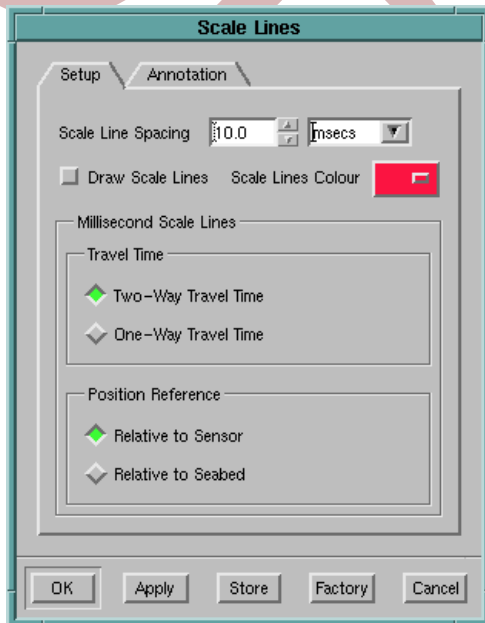 Scale Lines
Setup Annotation
Scale Line Spacing 10.0 msecs
Draw Scale Lines Scale Lines Colour
Millisecond Scale Lines
Travel Time
Two-Way Travel Time
One-Way Travel Time
Position Reference
Relative to Sensor
Relative to Seabed
OK Apply Store Factory Cancel